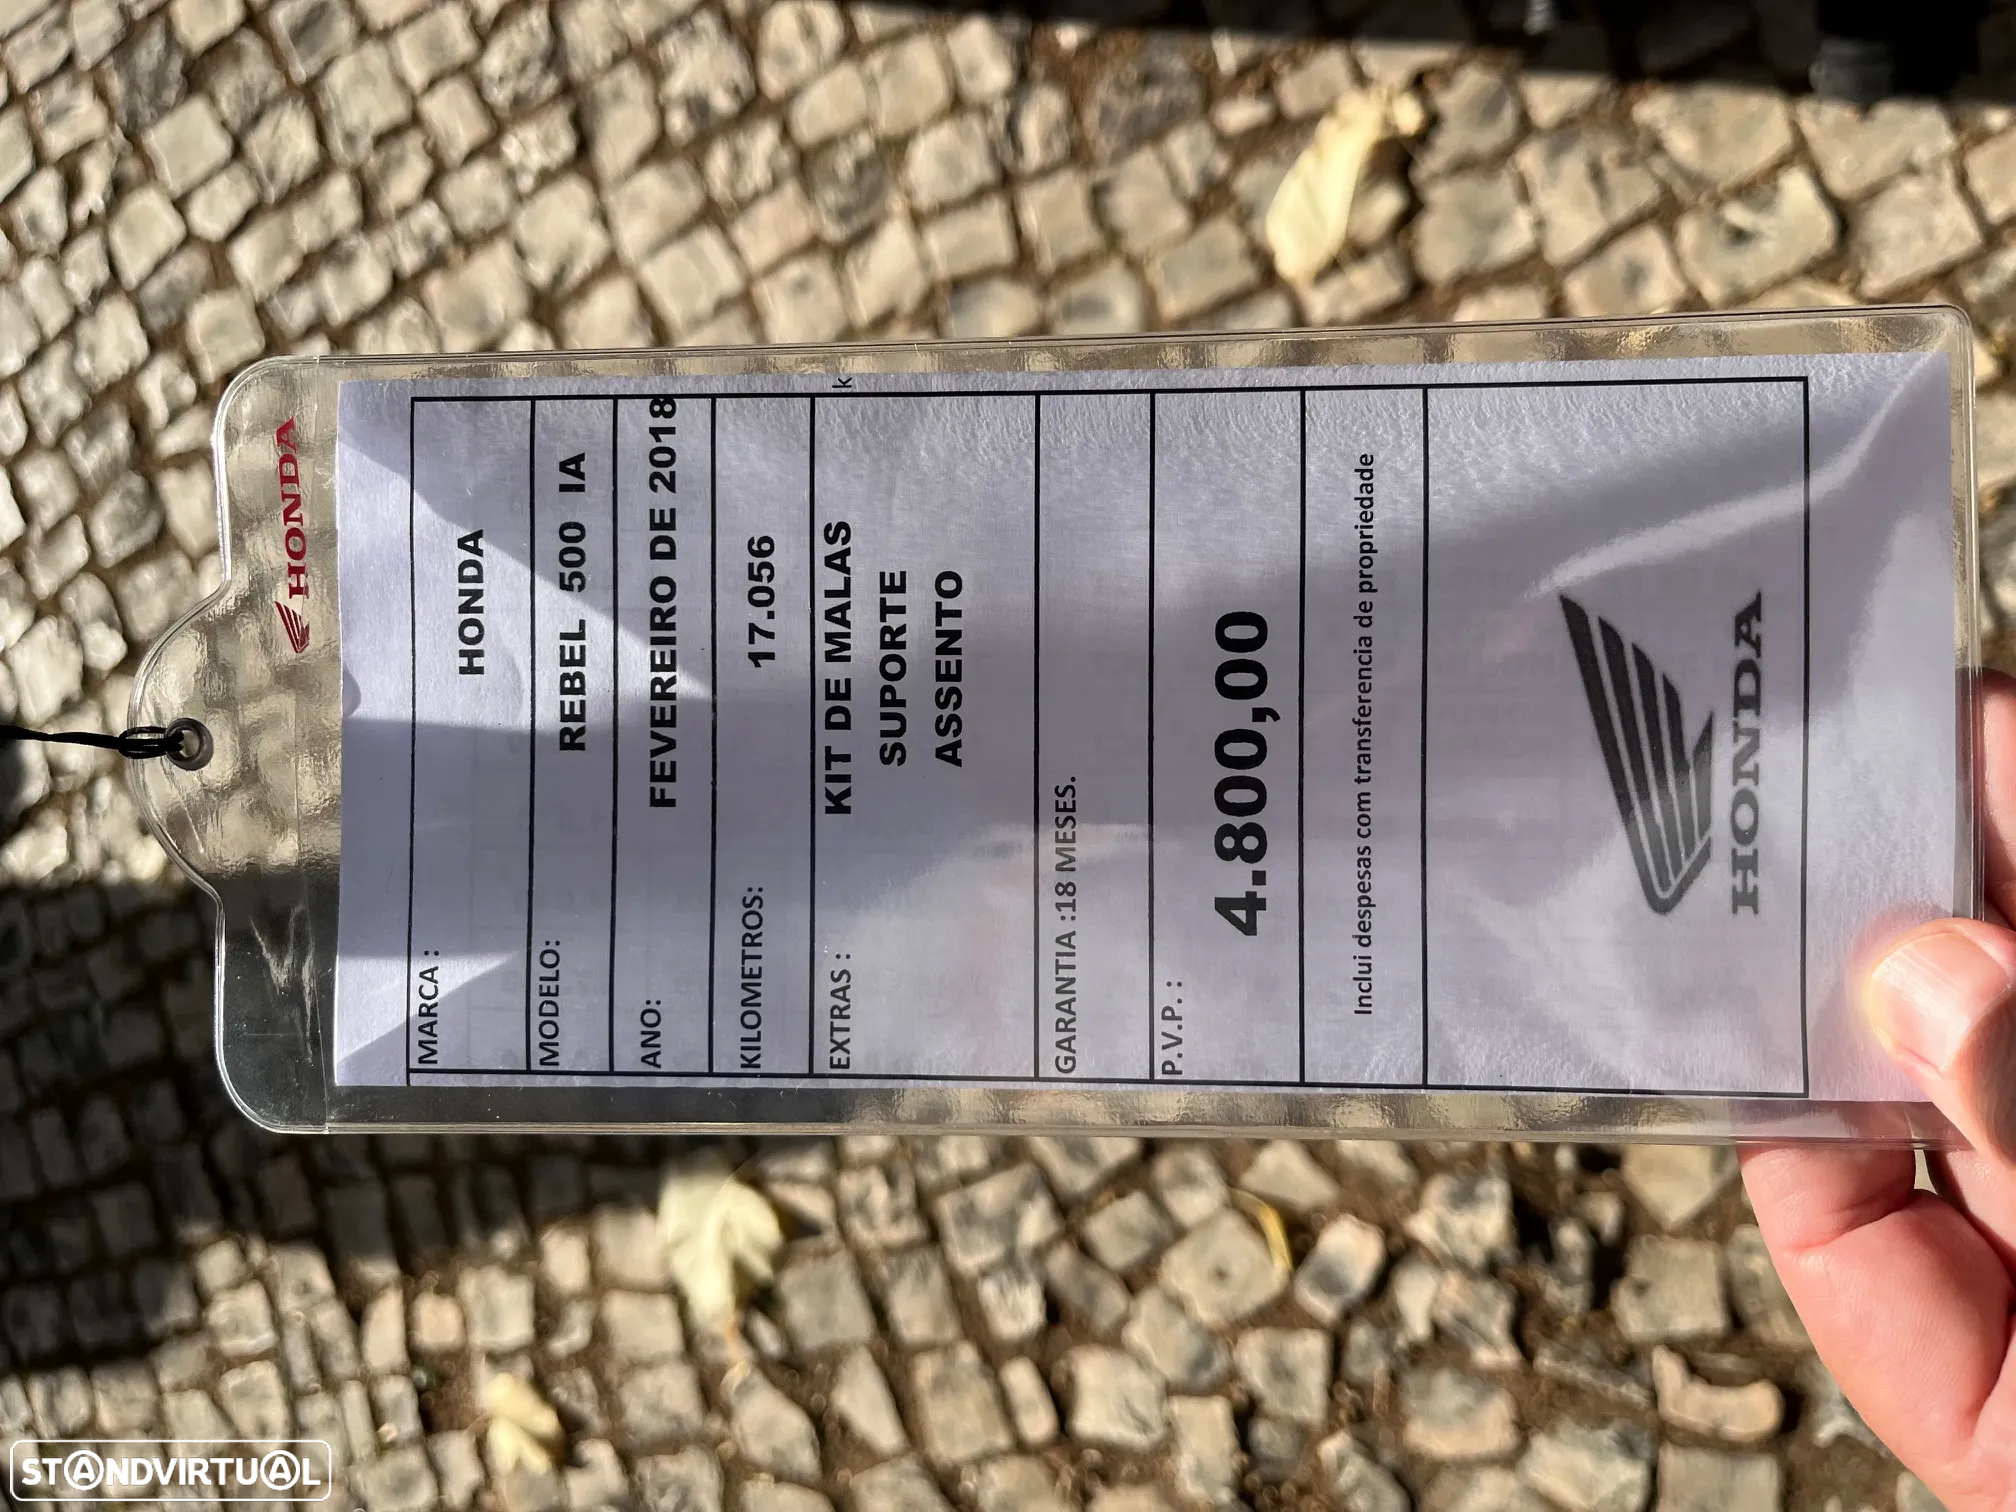 HONDA
MARCA : HONDA
MODELO: REBEL 500 IA
ANO: FEVEREIRO DE 2018
KILOMETROS: 17.056
EXTRAS : KIT DE MALAS
k
SUPORTE
ASSENTO
GARANTIA :18 MESES.
P.V.P. :
4.800,00
Inclui despesas com transferencia de propriedade
HONDA
STANDVIRTUAL